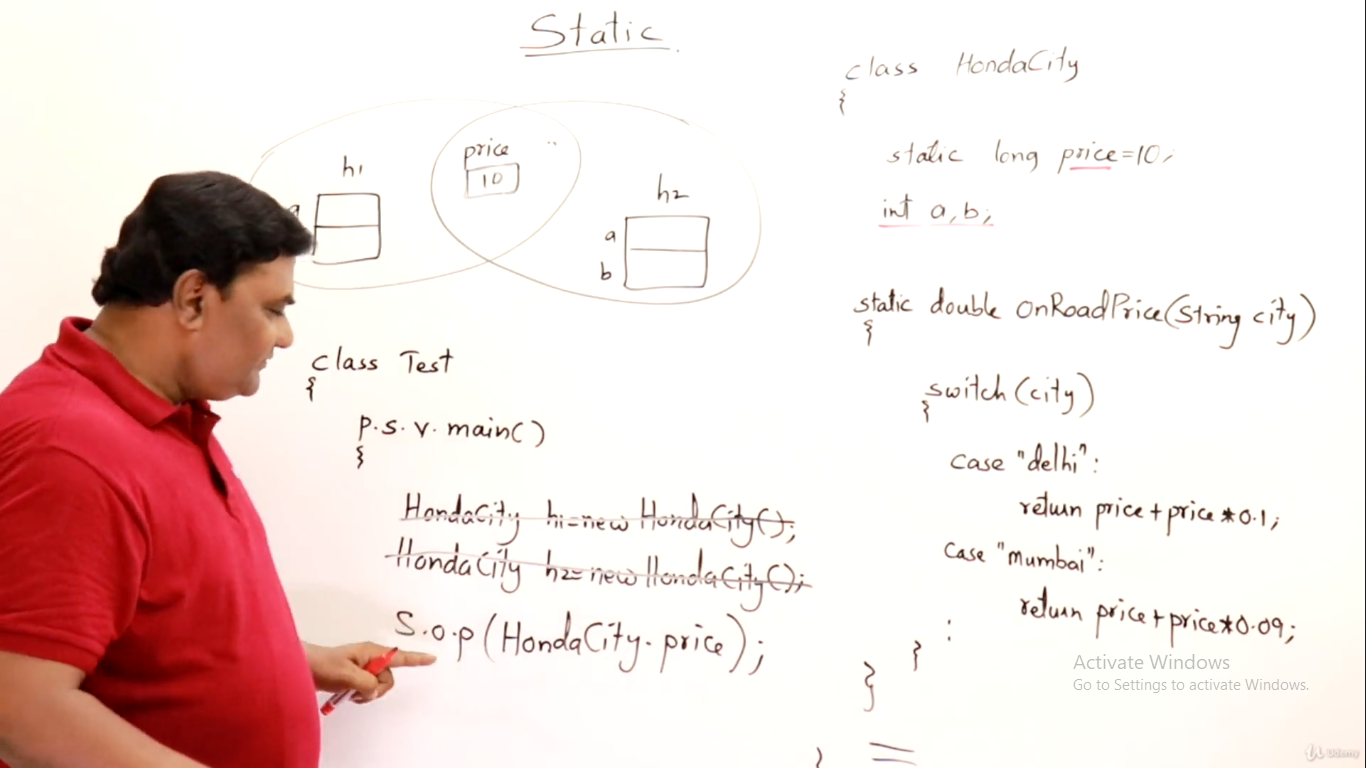 Static
h1
price
10
h2
a
a
b
class Test
{
p.s.v.main()
{
HondaCity h1=new HondaCity();
HondaCity h2=new HondaCity();
S.o.p(HondaCity.price);
class HondaCity
{
static long price=10;
int a,b;
static double onRoadPrice(String city)
{
switch(city)
{
case "delhi":
return price+price*0.1;
case "mumbai":
return price+price*0.09;
:
}
}
}
Activate Windows
Go to Settings to activate Windows.
Udemy